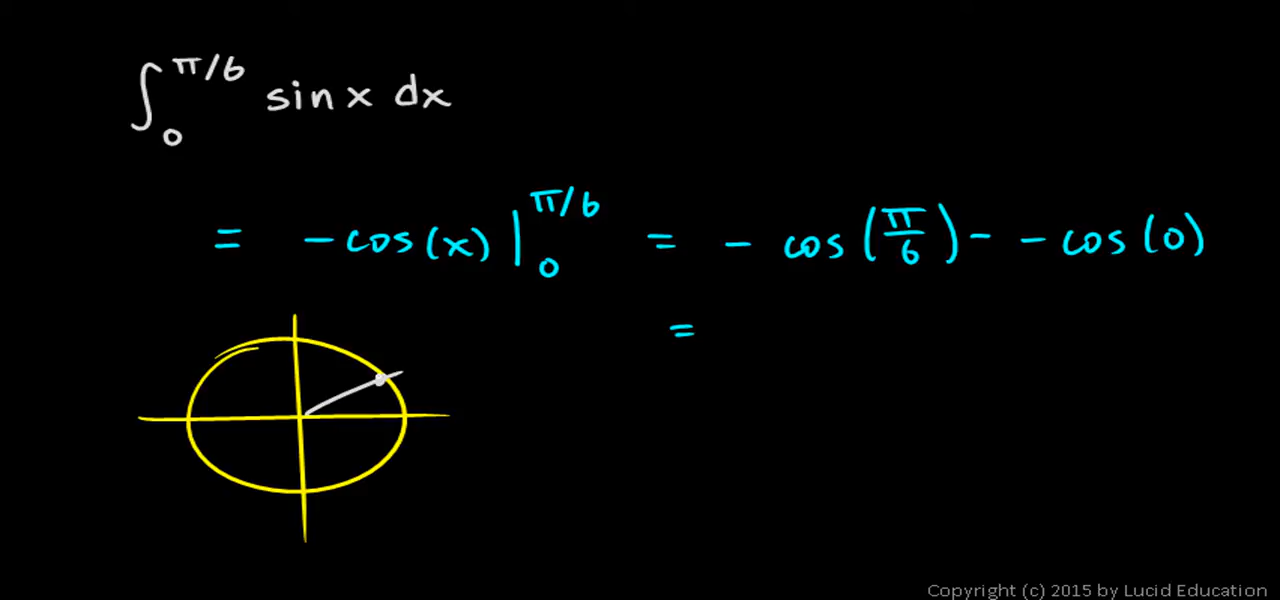 ∫₀^π/6 sin x dx
= -cos(x) |₀^π/6 = - cos(π/6) - -cos(0)
=
Copyright (c) 2015 by Lucid Education